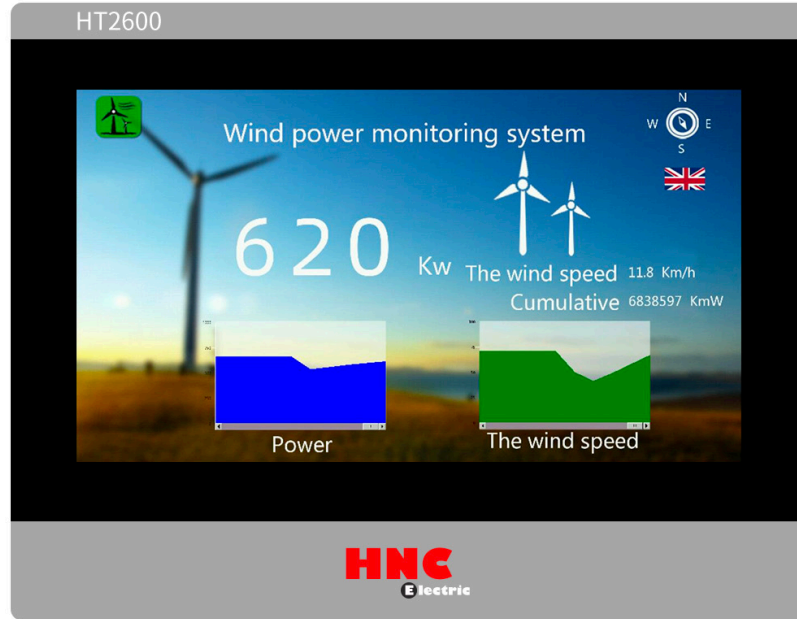 HT2600
N
W E
S
Wind power monitoring system
620 Kw
The wind speed 11.8 Km/h
Cumulative 6838597 KmW
Power
The wind speed
HNC
Electric